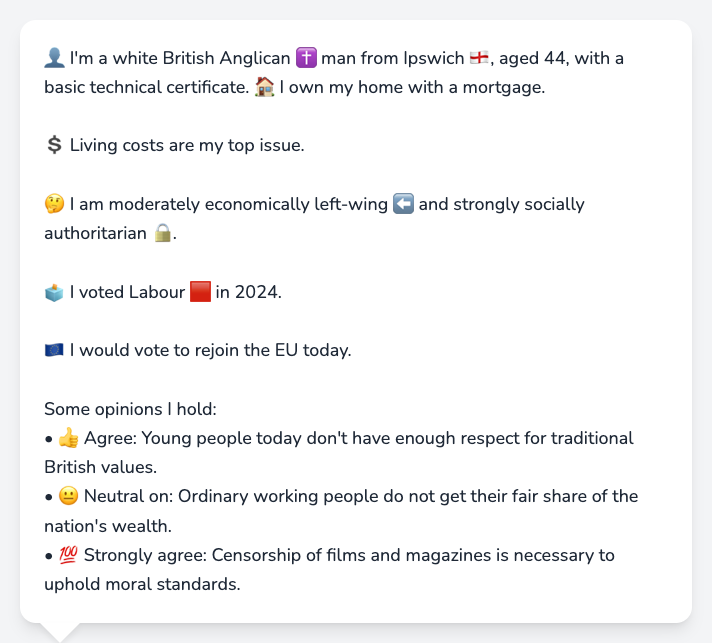 👤 I'm a white British Anglican ✝️ man from Ipswich 🏴󠁧󠁢󠁥󠁮󠁧󠁿, aged 44, with a
basic technical certificate. 🏠 I own my home with a mortgage.
💲 Living costs are my top issue.
🤔 I am moderately economically left-wing ⬅️ and strongly socially
authoritarian 🔒.
🗳️ I voted Labour 🟥 in 2024.
🇪🇺 I would vote to rejoin the EU today.
Some opinions I hold:
• 👍 Agree: Young people today don't have enough respect for traditional
British values.
• 😐 Neutral on: Ordinary working people do not get their fair share of the
nation's wealth.
• 💯 Strongly agree: Censorship of films and magazines is necessary to
uphold moral standards.